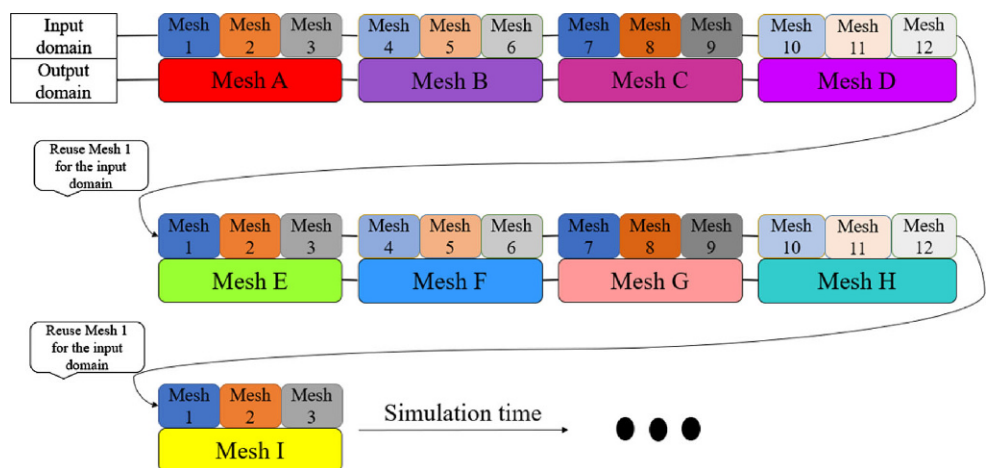 Input domain
Mesh 1 Mesh 2 Mesh 3 Mesh 4 Mesh 5 Mesh 6 Mesh 7 Mesh 8 Mesh 9 Mesh 10 Mesh 11 Mesh 12
Output domain
Mesh A Mesh B Mesh C Mesh D
Reuse Mesh 1
for the input
domain
Mesh 1 Mesh 2 Mesh 3 Mesh 4 Mesh 5 Mesh 6 Mesh 7 Mesh 8 Mesh 9 Mesh 10 Mesh 11 Mesh 12
Mesh E Mesh F Mesh G Mesh H
Reuse Mesh 1
for the input
domain
Mesh 1 Mesh 2 Mesh 3
Simulation time
Mesh I